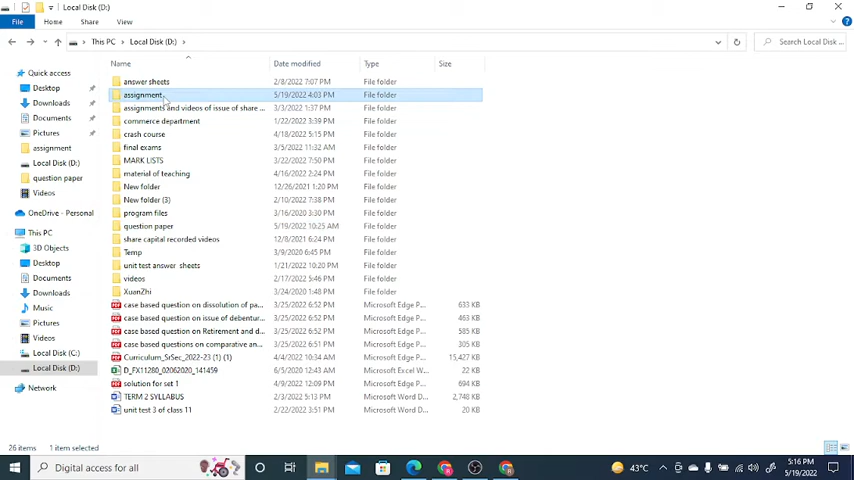 Local Disk (D:)
File
Home
Share
View
This PC
Local Disk (D:)
Search Local Disk (D:)...
Name
Date modified
Type
Size
Quick access
Desktop
Downloads
Documents
Pictures
assignment
Local Disk (D:)
question paper
Videos
OneDrive - Personal
This PC
3D Objects
Desktop
Documents
Downloads
Music
Pictures
Videos
Local Disk (C:)
Local Disk (D:)
Network
answer sheets 2/8/2022 7:07 PM File folder
assignment 5/19/2022 4:03 PM File folder
assignments and videos of issue of share ... 3/3/2022 1:37 PM File folder
commerce department 1/22/2022 3:39 PM File folder
crash course 4/18/2022 5:15 PM File folder
final exams 3/5/2022 11:32 AM File folder
MARK LISTS 3/22/2022 7:50 PM File folder
material of teaching 4/16/2022 2:24 PM File folder
New folder 12/26/2021 1:20 PM File folder
New folder (3) 2/10/2022 7:38 PM File folder
program files 3/16/2020 3:30 PM File folder
question paper 5/19/2022 10:25 AM File folder
share capital recorded videos 12/8/2021 6:24 PM File folder
Temp 3/9/2020 6:45 PM File folder
unit test answer sheets 1/21/2022 10:20 PM File folder
videos 2/17/2022 5:46 PM File folder
XuanZhi 3/24/2020 1:48 PM File folder
case based question on dissolution of pa... 3/25/2022 6:52 PM Microsoft Edge P... 633 KB
case based question on issue of debentur... 3/25/2022 6:52 PM Microsoft Edge P... 463 KB
case based question on Retirement and d... 3/25/2022 6:52 PM Microsoft Edge P... 585 KB
case based questions on comparative an... 3/25/2022 6:52 PM Microsoft Edge P... 305 KB
Curriculum_SrSec_2022-23 (1) (1) 4/4/2022 10:34 AM Microsoft Edge P... 15,427 KB
D_FX11280_02062020_141459 6/5/2020 12:43 AM Microsoft Excel W... 22 KB
solution for set 1 4/9/2022 12:09 PM Microsoft Edge P... 694 KB
TERM 2 SYLLABUS 2/3/2022 5:13 PM Microsoft Word D... 2,748 KB
unit test 3 of class 11 2/22/2022 3:51 PM Microsoft Word D... 20 KB
26 items 1 item selected
Digital access for all
43°C
5:16 PM
5/19/2022